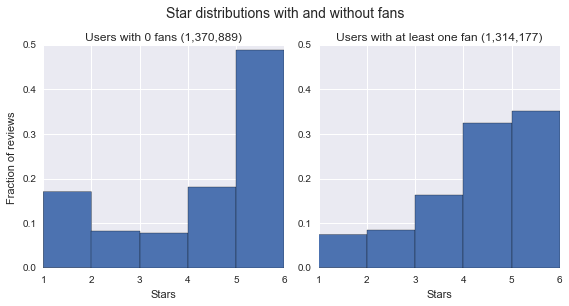 Star distributions with and without fans
Users with 0 fans (1,370,889)
Users with at least one fan (1,314,177)
Fraction of reviews
0.5
0.4
0.3
0.2
0.1
0.0
1 2 3 4 5 6
Stars
0.5
0.4
0.3
0.2
0.1
0.0
1 2 3 4 5 6
Stars